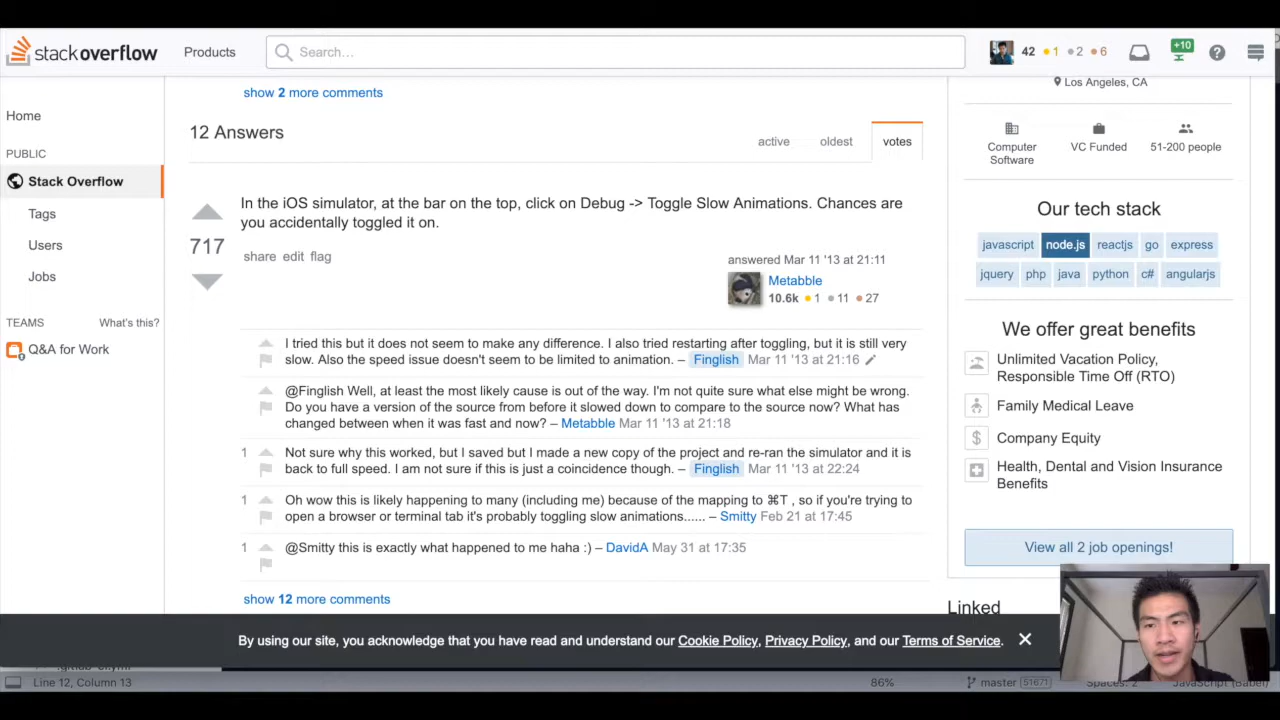 stackoverflow
Products
Search…
42 1 2 6
+10
Home
PUBLIC
Stack Overflow
Tags
Users
Jobs
TEAMS What's this?
Q&A for Work
show 2 more comments
12 Answers
active oldest votes
717
In the iOS simulator, at the bar on the top, click on Debug -> Toggle Slow Animations. Chances are
you accidentally toggled it on.
share edit flag
answered Mar 11 '13 at 21:11
Metabble
10.6k 1 11 27
I tried this but it does not seem to make any difference. I also tried restarting after toggling, but it is still very
slow. Also the speed issue doesn't seem to be limited to animation. – Finglish Mar 11 '13 at 21:16
@Finglish Well, at least the most likely cause is out of the way. I'm not quite sure what else might be wrong.
Do you have a version of the source from before it slowed down to compare to the source now? What has
changed between when it was fast and now? – Metabble Mar 11 '13 at 21:18
1 Not sure why this worked, but I saved but I made a new copy of the project and re-ran the simulator and it is
back to full speed. I am not sure if this is just a coincidence though. – Finglish Mar 11 '13 at 22:24
1 Oh wow this is likely happening to many (including me) because of the mapping to ⌘T , so if you're trying to
open a browser or terminal tab it's probably toggling slow animations...... – Smitty Feb 21 at 17:45
1 @Smitty this is exactly what happened to me haha :) – DavidA May 31 at 17:35
show 12 more comments
Los Angeles, CA
Computer
Software
VC Funded
51-200 people
Our tech stack
javascript node.js reactjs go express
jquery php java python c# angularjs
We offer great benefits
Unlimited Vacation Policy,
Responsible Time Off (RTO)
Family Medical Leave
Company Equity
Health, Dental and Vision Insurance
Benefits
View all 2 job openings!
Linked
By using our site, you acknowledge that you have read and understand our Cookie Policy, Privacy Policy, and our Terms of Service.
Line 12, Column 13
86%
master 51671
Spaces: 2
JavaScript (Babel)